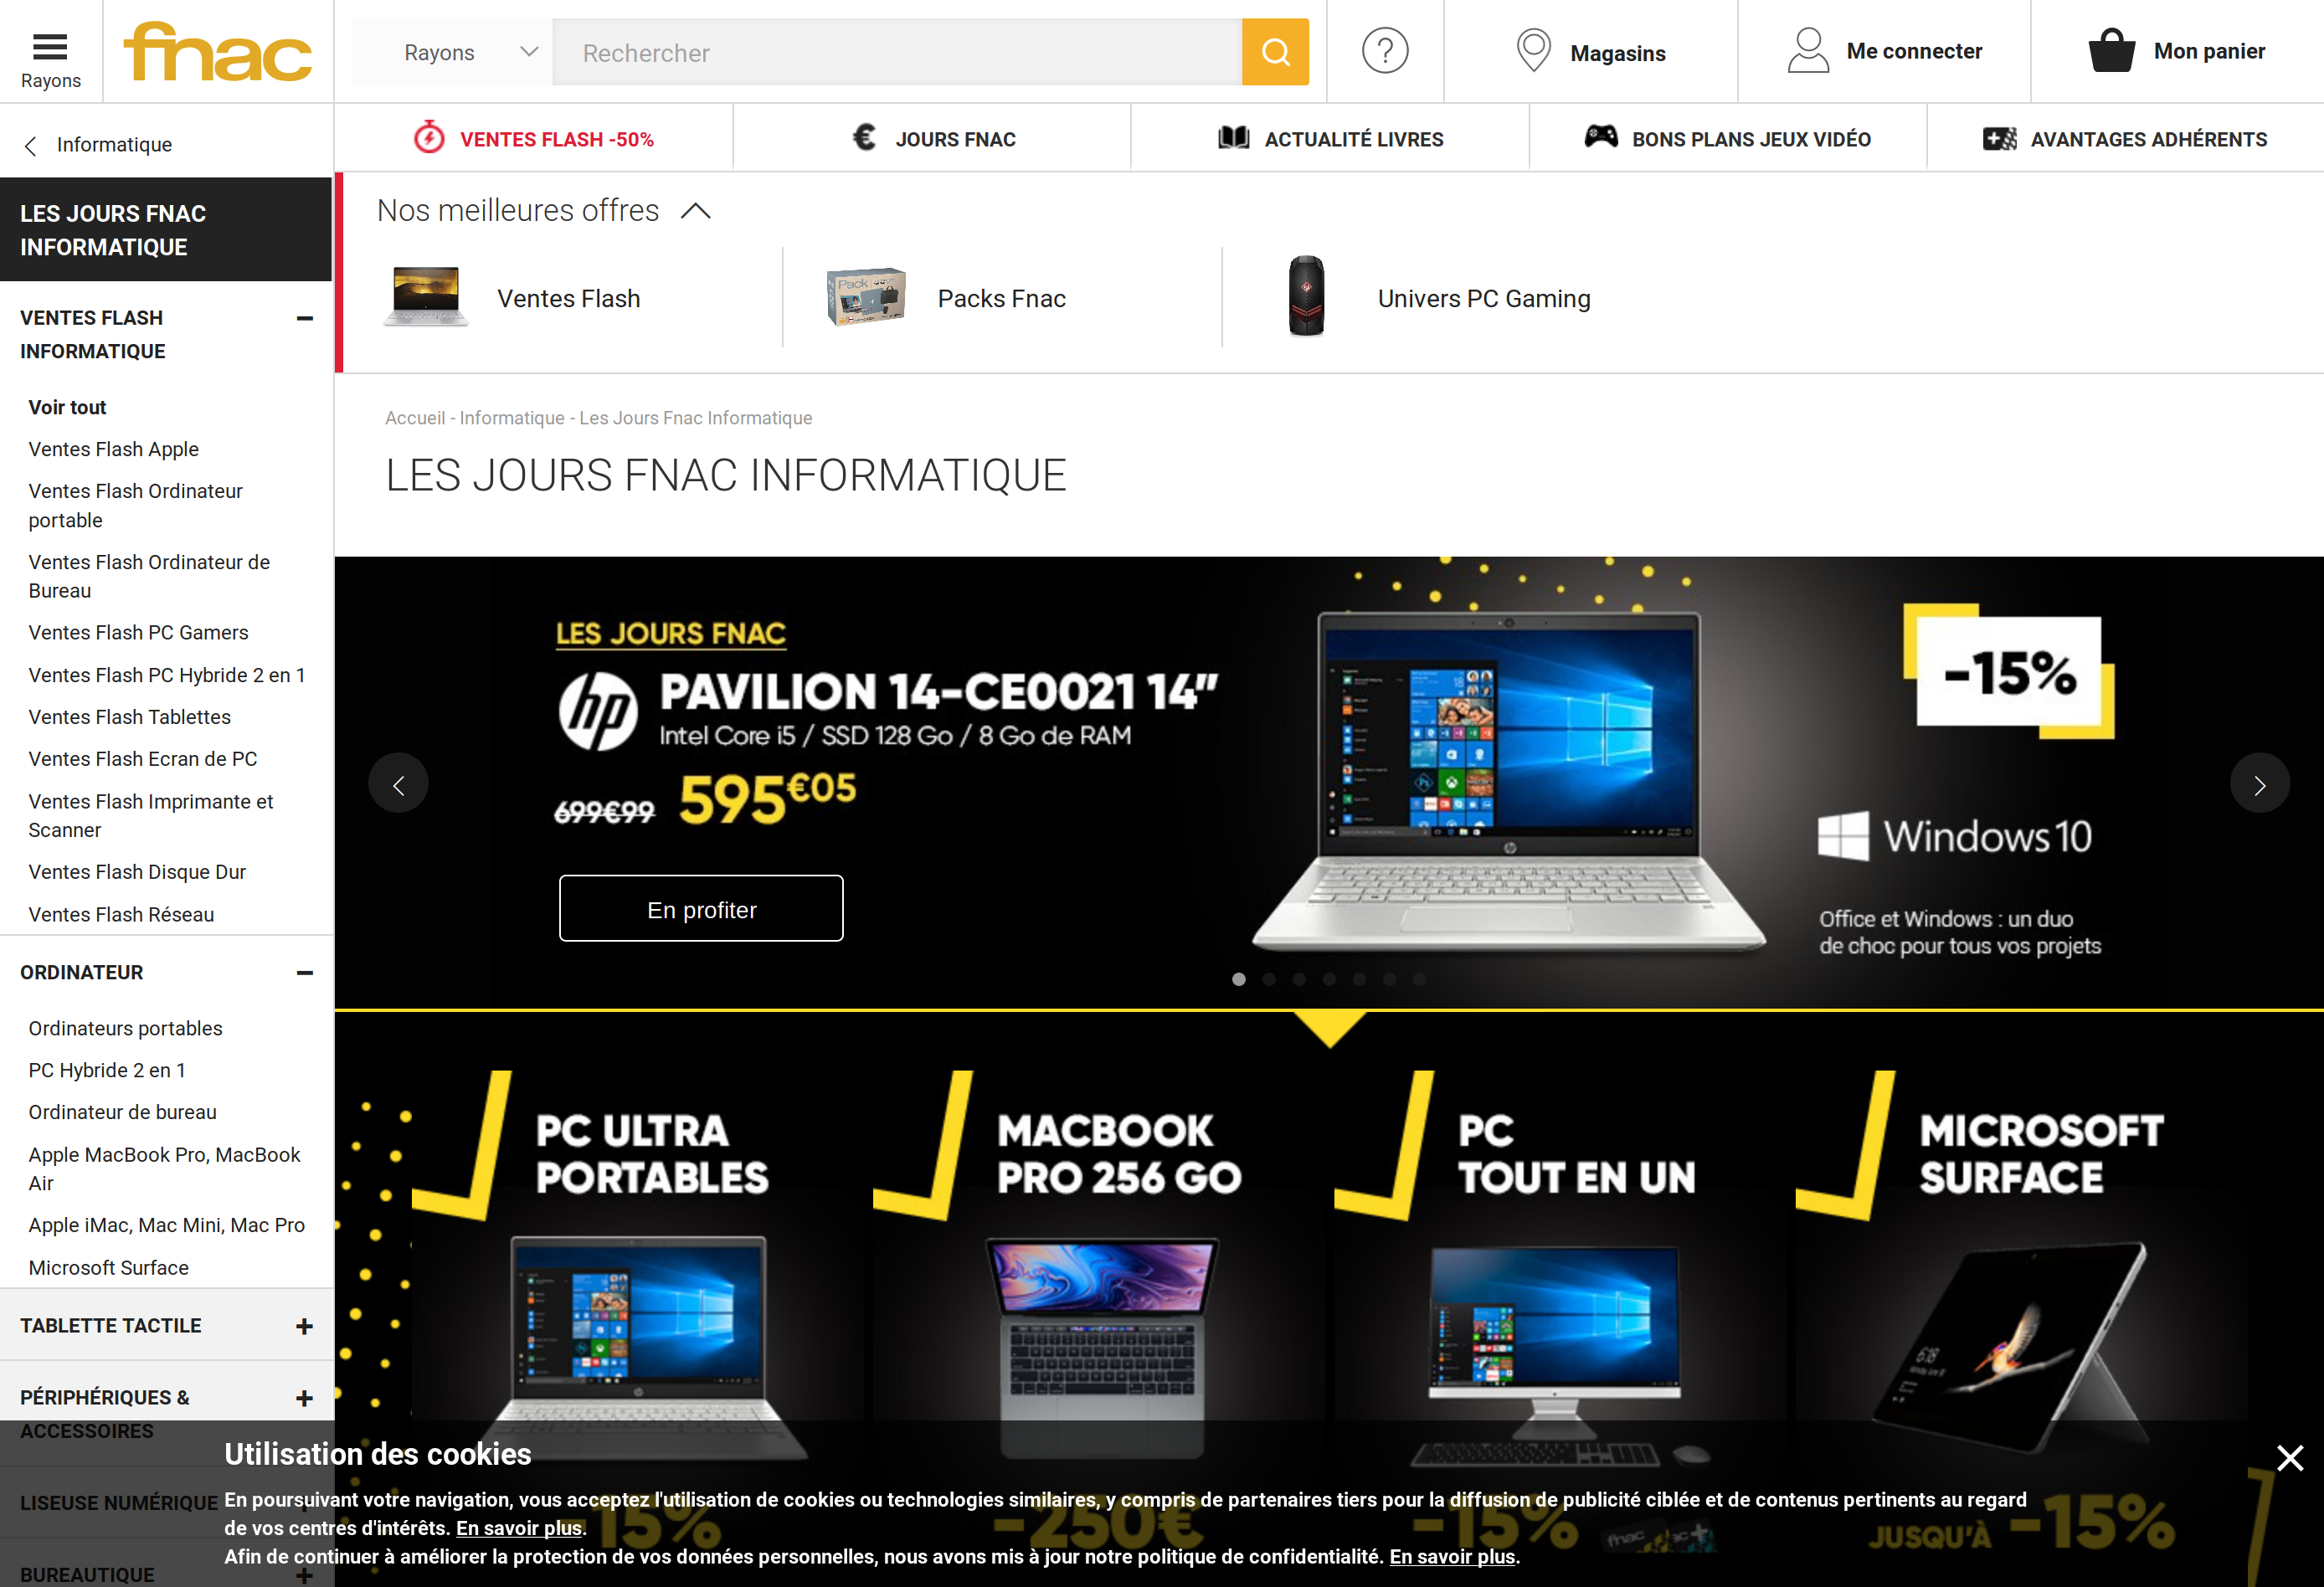 Rayons
fnac
Rayons
Rechercher
Magasins
Me connecter
Mon panier
Informatique
VENTES FLASH -50%
JOURS FNAC
ACTUALITÉ LIVRES
BONS PLANS JEUX VIDÉO
AVANTAGES ADHÉRENTS
LES JOURS FNAC
INFORMATIQUE
VENTES FLASH
INFORMATIQUE
Voir tout
Ventes Flash Apple
Ventes Flash Ordinateur
portable
Ventes Flash Ordinateur de
Bureau
Ventes Flash PC Gamers
Ventes Flash PC Hybride 2 en 1
Ventes Flash Tablettes
Ventes Flash Ecran de PC
Ventes Flash Imprimante et
Scanner
Ventes Flash Disque Dur
Ventes Flash Réseau
ORDINATEUR
Ordinateurs portables
PC Hybride 2 en 1
Ordinateur de bureau
Apple MacBook Pro, MacBook
Air
Apple iMac, Mac Mini, Mac Pro
Microsoft Surface
TABLETTE TACTILE
PÉRIPHÉRIQUES &
ACCESSOIRES
LISEUSE NUMÉRIQUE
BUREAUTIQUE
Nos meilleures offres
Ventes Flash
Pack
Packs Fnac
Univers PC Gaming
Accueil - Informatique - Les Jours Fnac Informatique
LES JOURS FNAC INFORMATIQUE
LES JOURS FNAC
hp
PAVILION 14-CE0021 14"
Intel Core i5 / SSD 128 Go / 8 Go de RAM
699€99 595€05
En profiter
-15%
Windows 10
Office et Windows : un duo
de choc pour tous vos projets
PC ULTRA
PORTABLES
-15%
MACBOOK
PRO 256 GO
-250€
PC
TOUT EN UN
-15%
fnac
MICROSOFT
SURFACE
6:18
JUSQU'À -15%
Utilisation des cookies
En poursuivant votre navigation, vous acceptez l'utilisation de cookies ou technologies similaires, y compris de partenaires tiers pour la diffusion de publicité ciblée et de contenus pertinents au regard
de vos centres d'intérêts. En savoir plus.
Afin de continuer à améliorer la protection de vos données personnelles, nous avons mis à jour notre politique de confidentialité. En savoir plus.